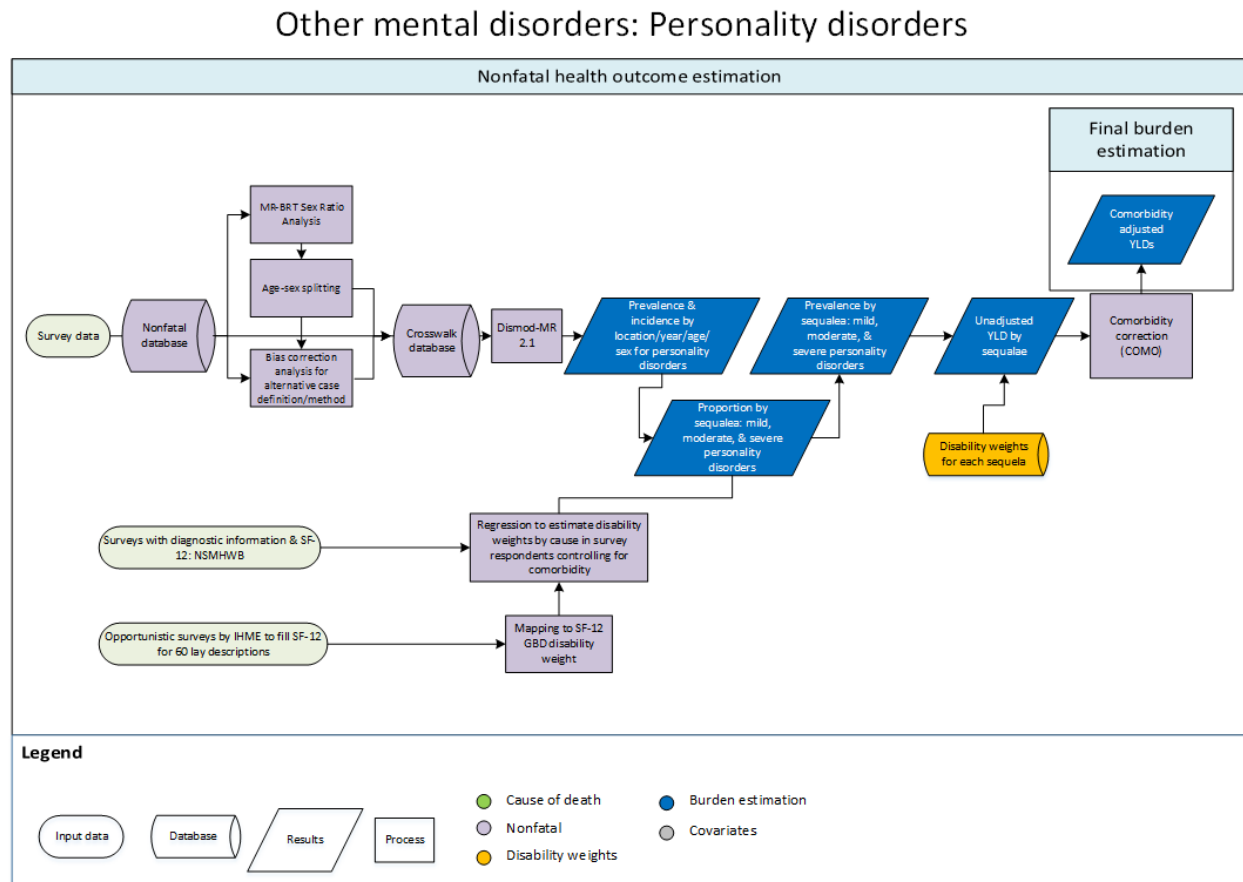 Other mental disorders: Personality disorders
Nonfatal health outcome estimation
Final burden
estimation
MR-BRT Sex Ratio
Analysis
Comorbidity
adjusted
YLDs
Age-sex splitting
Survey data
Nonfatal
database
Bias correction
analysis for
alternative case
definition/method
Crosswalk
database
Dismod-MR
2.1
Prevalence &
incidence by
location/year/age/
sex for personality
disorders
Prevalence by
sequalea: mild,
moderate, &
severe personality
disorders
Unadjusted
YLD by
sequalae
Comorbidity
correction
(COMO)
Proportion by
sequalea: mild,
moderate, & severe
personality
disorders
Disability weights
for each sequela
Surveys with diagnostic information & SF-
12: NSMHWB
Regression to estimate disability
weights by cause in survey
respondents controlling for
comorbidity
Opportunistic surveys by IHME to fill SF-12
for 60 lay descriptions
Mapping to SF-12
GBD disability
weight
Legend
Input data
Database
Results
Process
Cause of death
Nonfatal
Disability weights
Burden estimation
Covariates